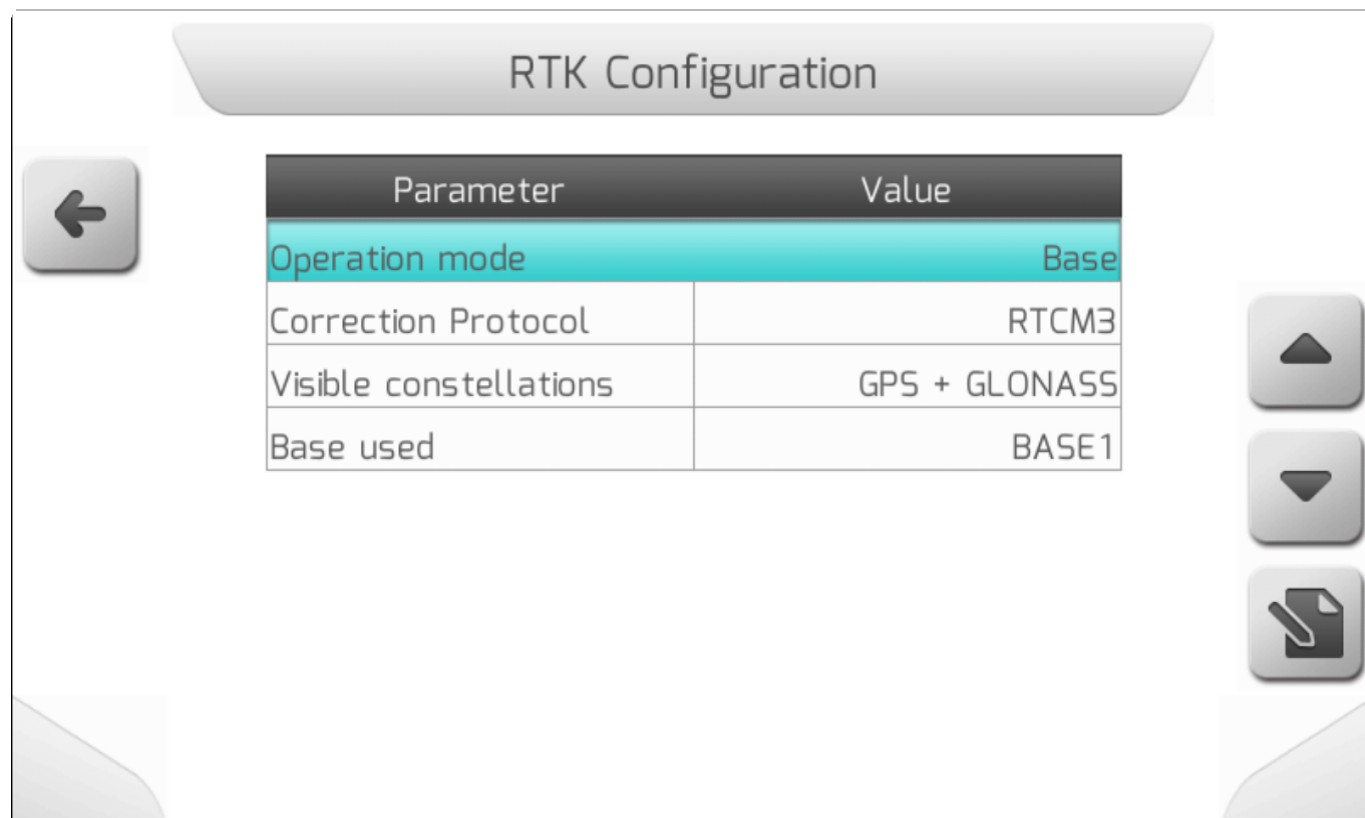 RTK Configuration
Parameter Value
Operation mode Base
Correction Protocol RTCM3
Visible constellations GPS + GLONASS
Base used BASE1